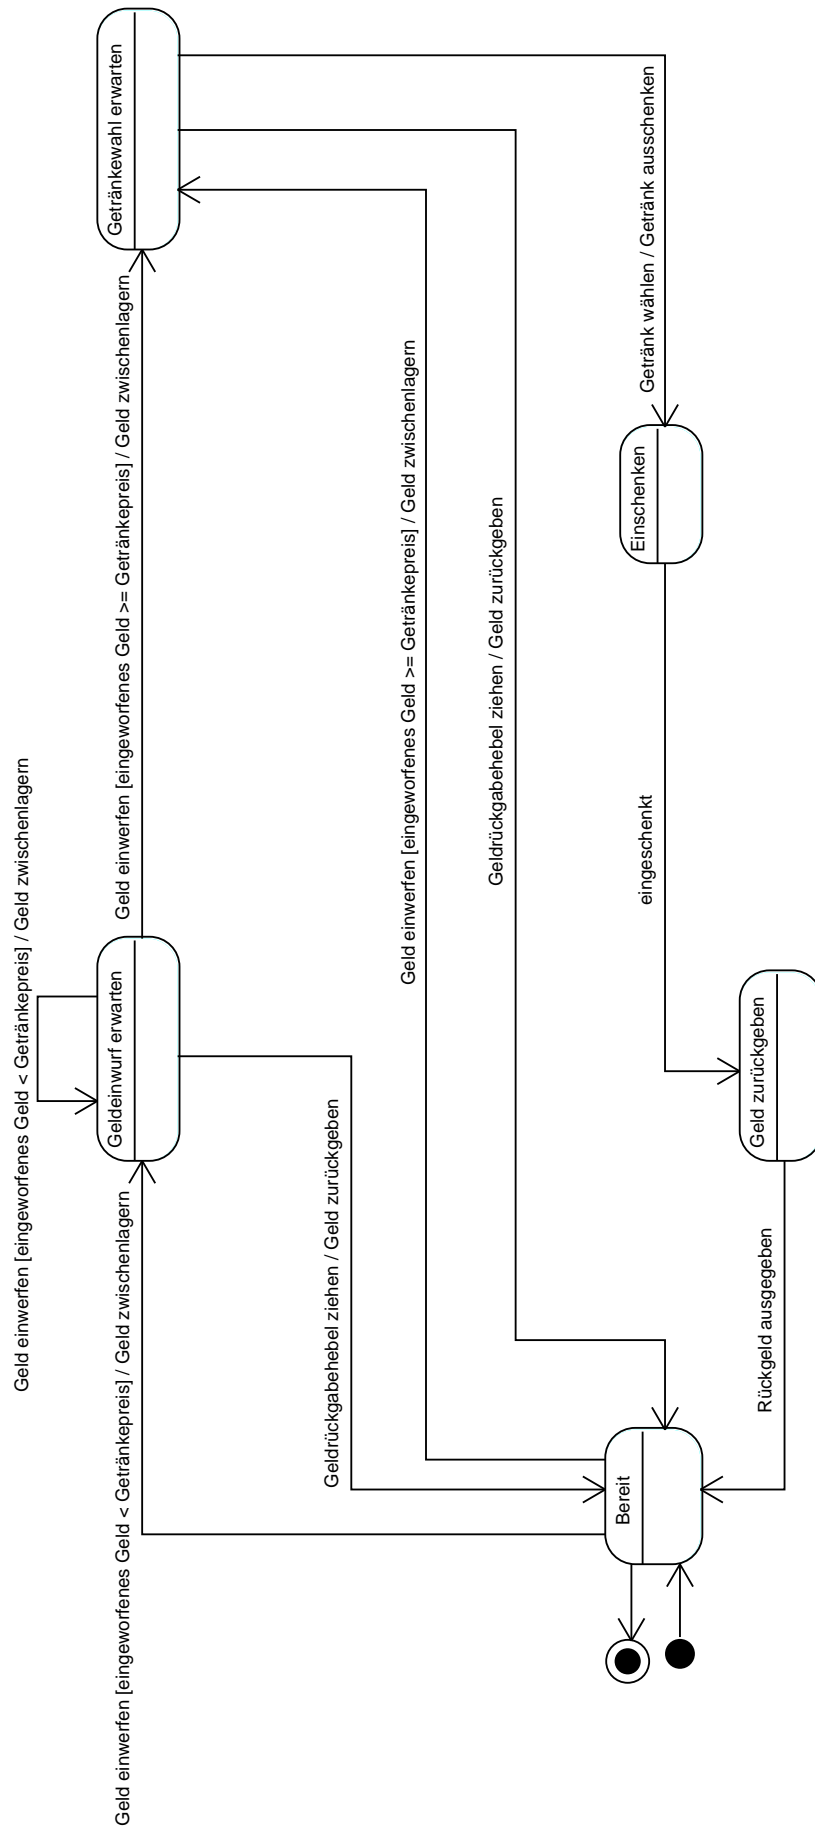 Geld einwerfen [eingeworfenes Geld < Getränkepreis] / Geld zwischenlagern
Geld einwerfen [eingeworfenes Geld < Getränkepreis] / Geld zwischenlagern
Geldeinwurf erwarten
Geld einwerfen [eingeworfenes Geld >= Getränkepreis] / Geld zwischenlagern
Getränkewahl erwarten
Geldrückgabehebel ziehen / Geld zurückgeben
Geld einwerfen [eingeworfenes Geld >= Getränkepreis] / Geld zwischenlagern
Geldrückgabehebel ziehen / Geld zurückgeben
Bereit
eingeschenkt
Einschenken
Getränk wählen / Getränk ausschenken
Rückgeld ausgegeben
Geld zurückgeben